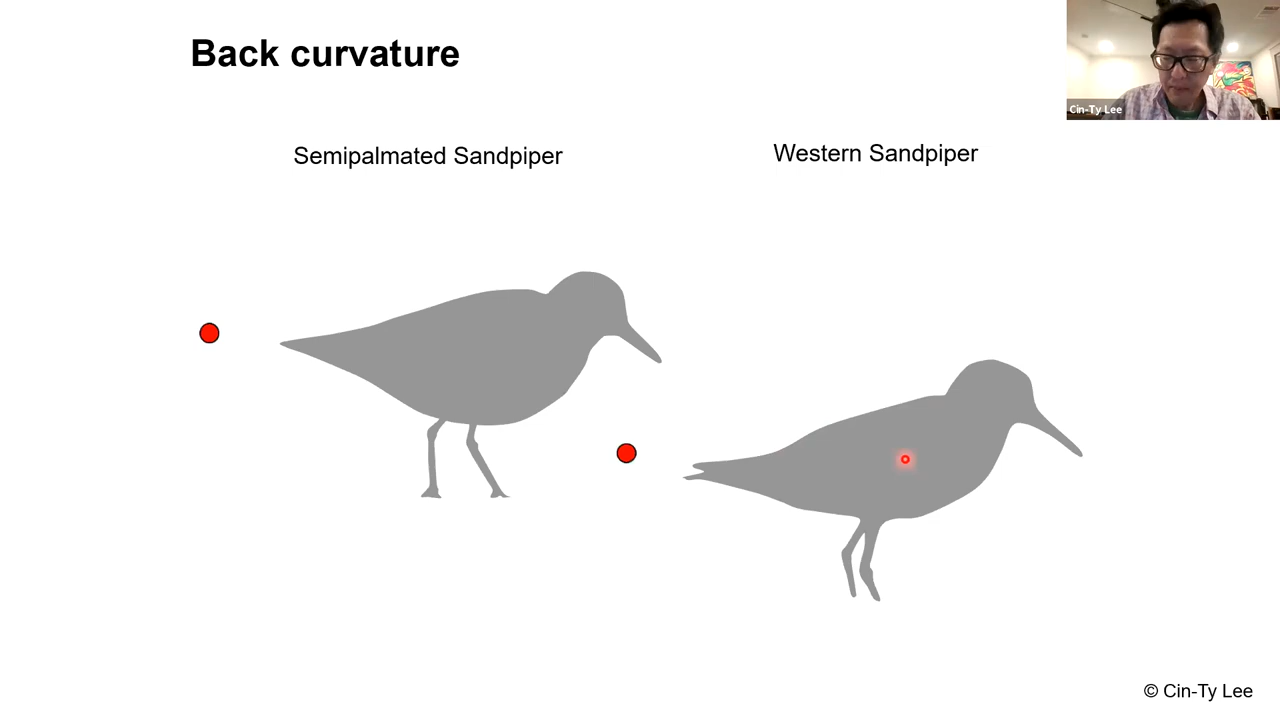 Back curvature
Cin-Ty Lee
Semipalmated Sandpiper
Western Sandpiper
© Cin-Ty Lee